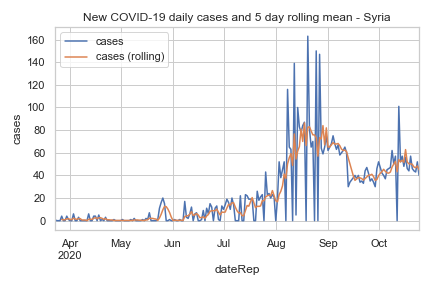 New COVID-19 daily cases and 5 day rolling mean - Syria
cases
cases (rolling)
cases
160
140
120
100
80
60
40
20
0
Apr May Jun Jul Aug Sep Oct
2020
dateRep